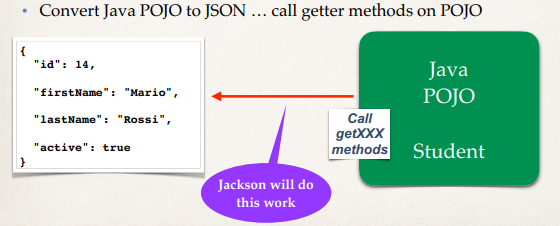 • Convert Java POJO to JSON … call getter methods on POJO
{
"id": 14,
"firstName": "Mario",
"lastName": "Rossi",
"active": true
}
Java
POJO
Student
Call
getXXX
methods
Jackson will do
this work